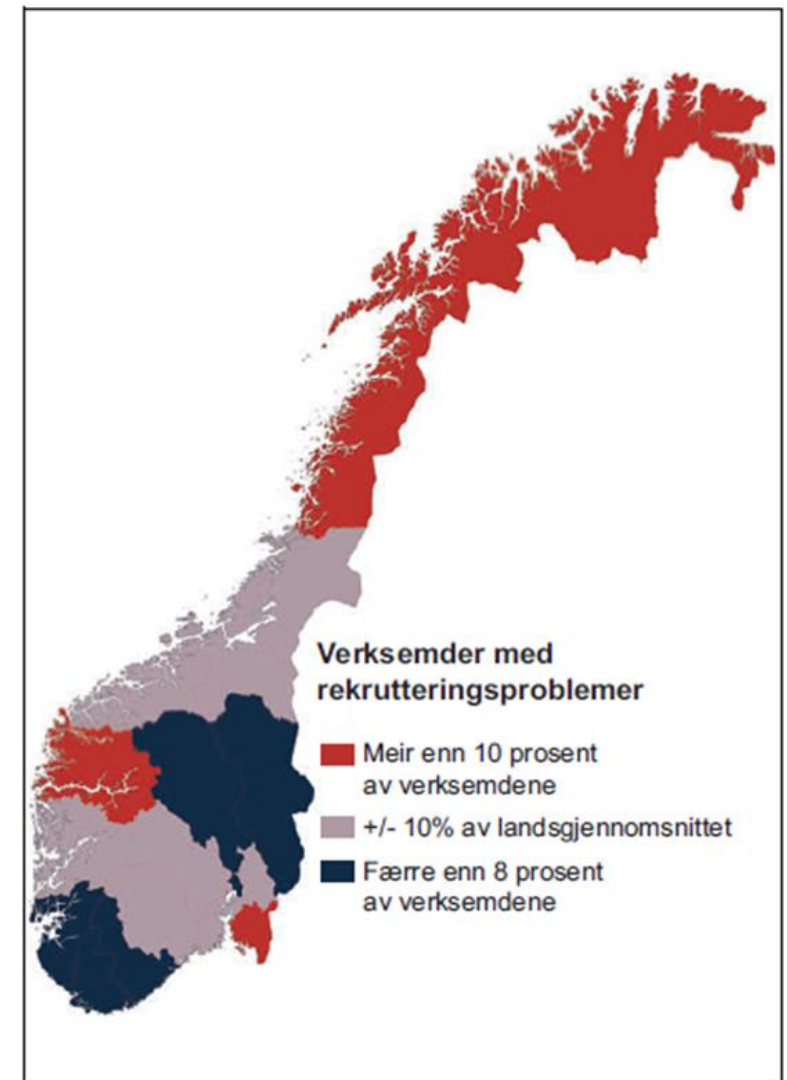 Verksemder med
rekrutteringsproblemer
Meir enn 10 prosent
av verksemdene
+/- 10% av landsgjennomsnittet
Færre enn 8 prosent
av verksemdene